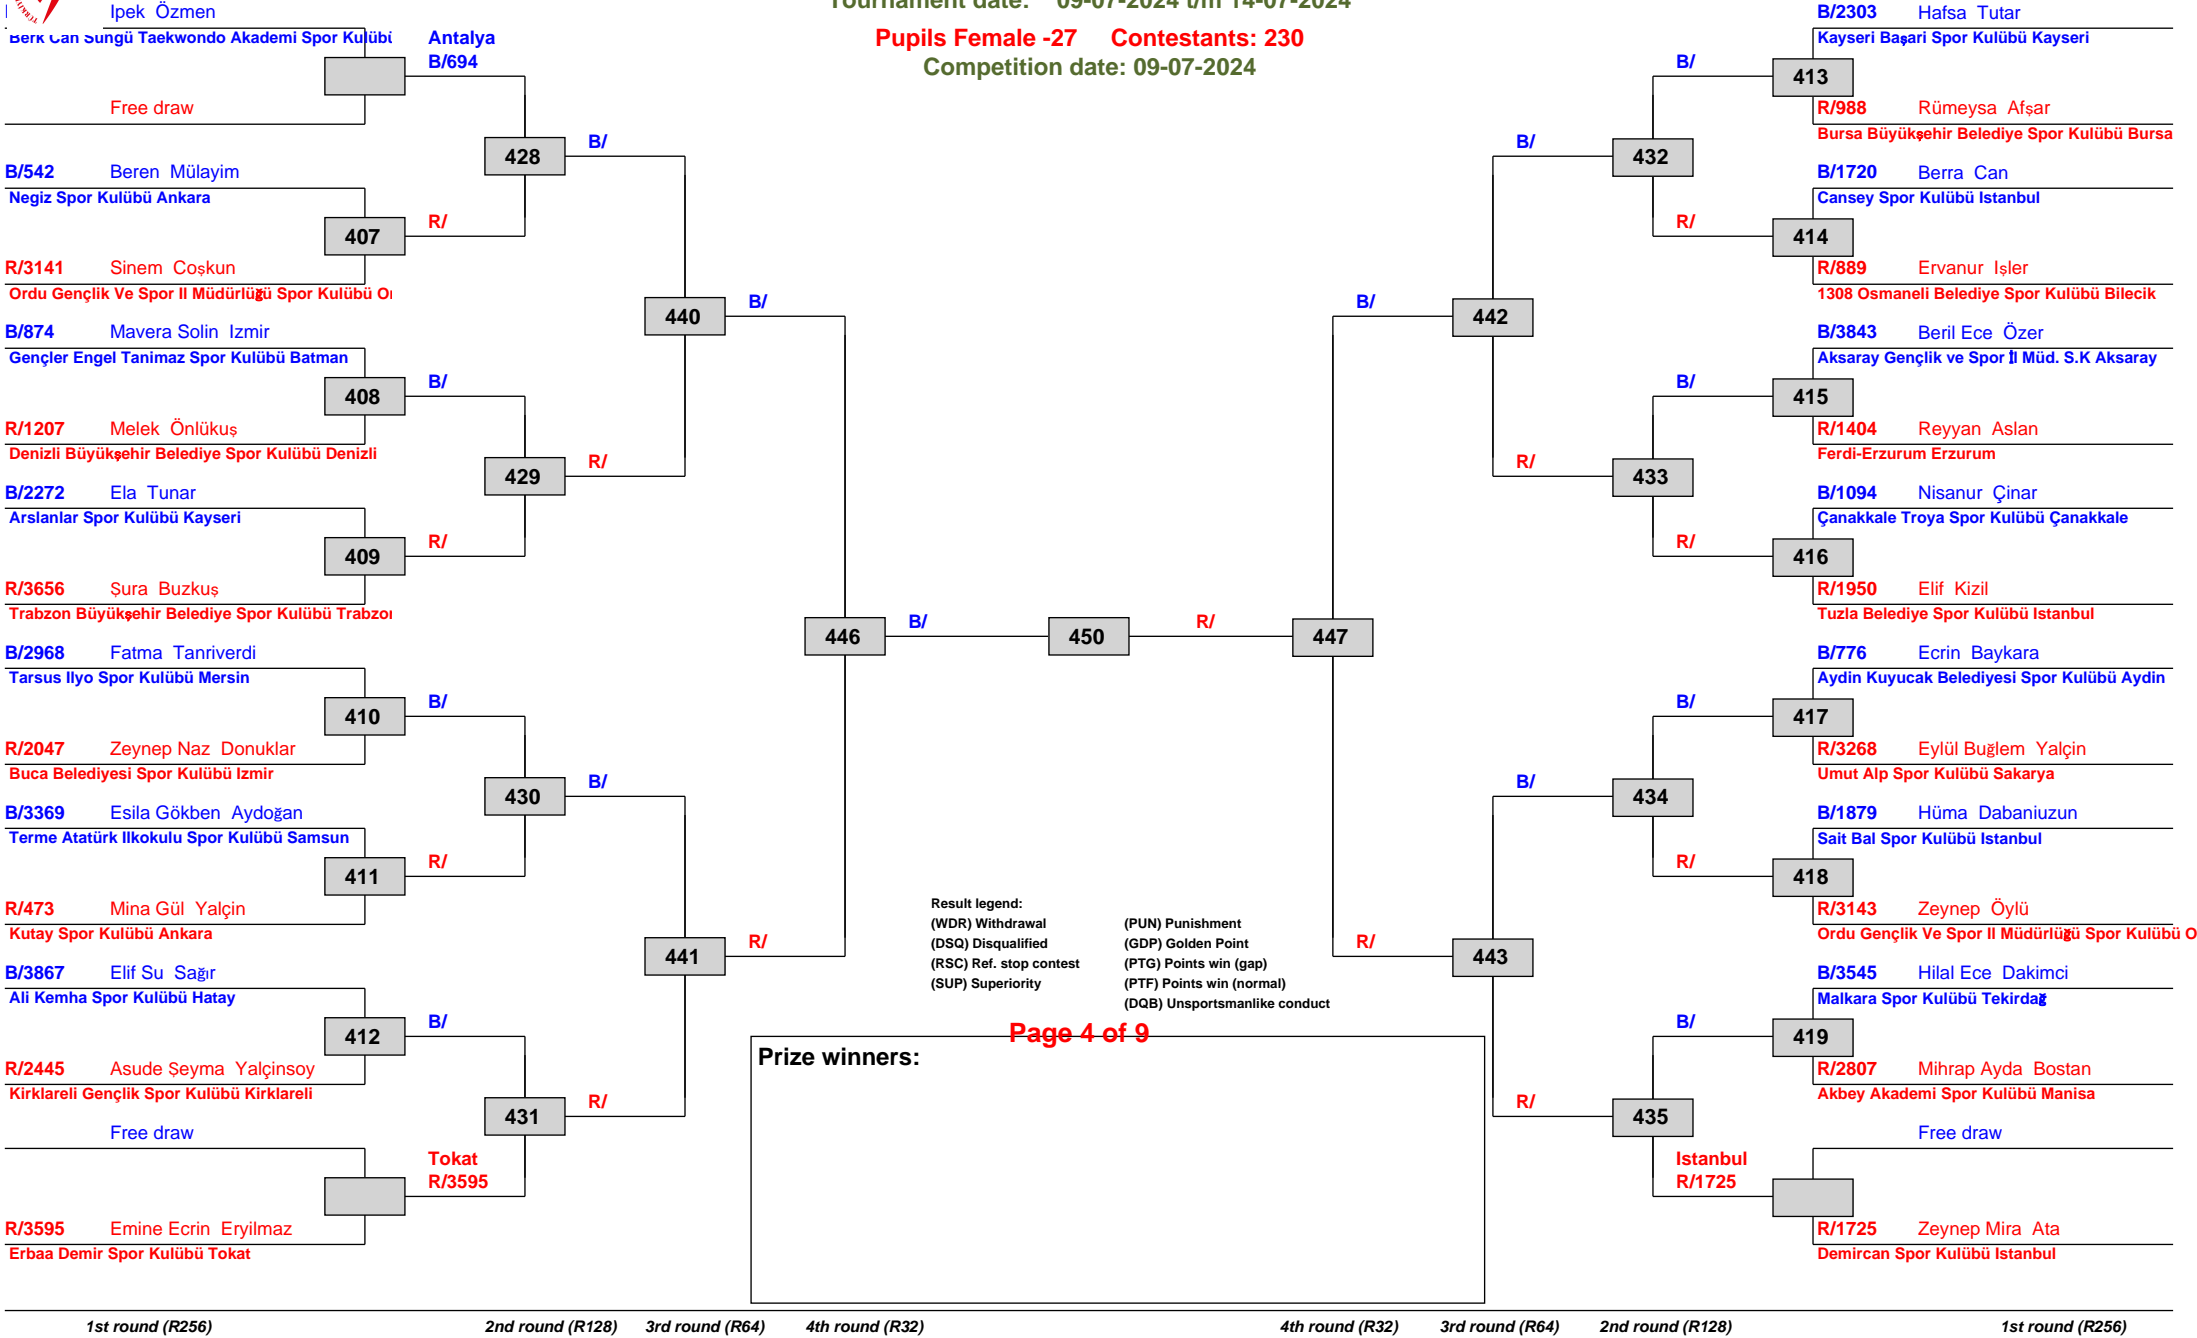 Tournament date: 09-07-2024 t/m 14-07-2024
Pupils Female -27 Contestants: 230
Competition date: 09-07-2024
Ipek Özmen
Berk Can Süngü Taekwondo Akademi Spor Kulübü
Antalya
B/694
Free draw
B/542 Beren Mülayim
Negiz Spor Kulübü Ankara
407
R/3141 Sinem Coşkun
Ordu Gençlik Ve Spor Il Müdürlüğü Spor Kulübü
428
B/
R/
B/874 Mavera Solin Izmir
Gençler Engel Tanimaz Spor Kulübü Batman
408
R/1207 Melek Önlükuş
Denizli Büyükşehir Belediye Spor Kulübü Denizli
B/
429
R/
B/2272 Ela Tunar
Arslanlar Spor Kulübü Kayseri
409
R/
R/3656 Şura Buzkuş
Trabzon Büyükşehir Belediye Spor Kulübü Trabzon
440
B/
B/2968 Fatma Tanriverdi
Tarsus Ilyo Spor Kulübü Mersin
410
B/
R/2047 Zeynep Naz Donuklar
Buca Belediyesi Spor Kulübü Izmir
430
B/
B/3369 Esila Gökben Aydoğan
Terme Atatürk Ilkokulu Spor Kulübü Samsun
411
R/
R/473 Mina Gül Yalçin
Kutay Spor Kulübü Ankara
441
R/
B/3867 Elif Su Sağır
Ali Kemha Spor Kulübü Hatay
412
B/
R/2445 Asude Şeyma Yalçinsoy
Kirklareli Gençlik Spor Kulübü Kirklareli
431
R/
Free draw
Tokat
R/3595
R/3595 Emine Ecrin Eryilmaz
Erbaa Demir Spor Kulübü Tokat
446
B/
450
R/
447
B/
R/
442
B/
R/
443
B/
R/
432
B/
R/
433
B/
R/
434
B/
R/
435
B/
Istanbul
R/1725
B/2303 Hafsa Tutar
Kayseri Başari Spor Kulübü Kayseri
413
R/988 Rümeysa Afşar
Bursa Büyükşehir Belediye Spor Kulübü Bursa
B/1720 Berra Can
Cansey Spor Kulübü Istanbul
414
R/889 Ervanur Işler
1308 Osmaneli Belediye Spor Kulübü Bilecik
B/3843 Beril Ece Özer
Aksaray Gençlik ve Spor İl Müd. S.K Aksaray
415
R/1404 Reyyan Aslan
Ferdi-Erzurum Erzurum
B/1094 Nisanur Çinar
Çanakkale Troya Spor Kulübü Çanakkale
416
R/1950 Elif Kizil
Tuzla Belediye Spor Kulübü Istanbul
B/776 Ecrin Baykara
Aydin Kuyucak Belediyesi Spor Kulübü Aydin
417
R/3268 Eylül Buğlem Yalçin
Umut Alp Spor Kulübü Sakarya
B/1879 Hüma Dabaniuzun
Sait Bal Spor Kulübü Istanbul
418
R/3143 Zeynep Öylü
Ordu Gençlik Ve Spor Il Müdürlüğü Spor Kulübü O
B/3545 Hilal Ece Dakimci
Malkara Spor Kulübü Tekirdağ
419
R/2807 Mihrap Ayda Bostan
Akbey Akademi Spor Kulübü Manisa
Free draw
R/1725 Zeynep Mira Ata
Demircan Spor Kulübü Istanbul
Result legend:
(WDR) Withdrawal (PUN) Punishment
(DSQ) Disqualified (GDP) Golden Point
(RSC) Ref. stop contest (PTG) Points win (gap)
(SUP) Superiority (PTF) Points win (normal)
(DQB) Unsportsmanlike conduct
Page 4 of 9
Prize winners:
1st round (R256) 2nd round (R128) 3rd round (R64) 4th round (R32) 4th round (R32) 3rd round (R64) 2nd round (R128) 1st round (R256)